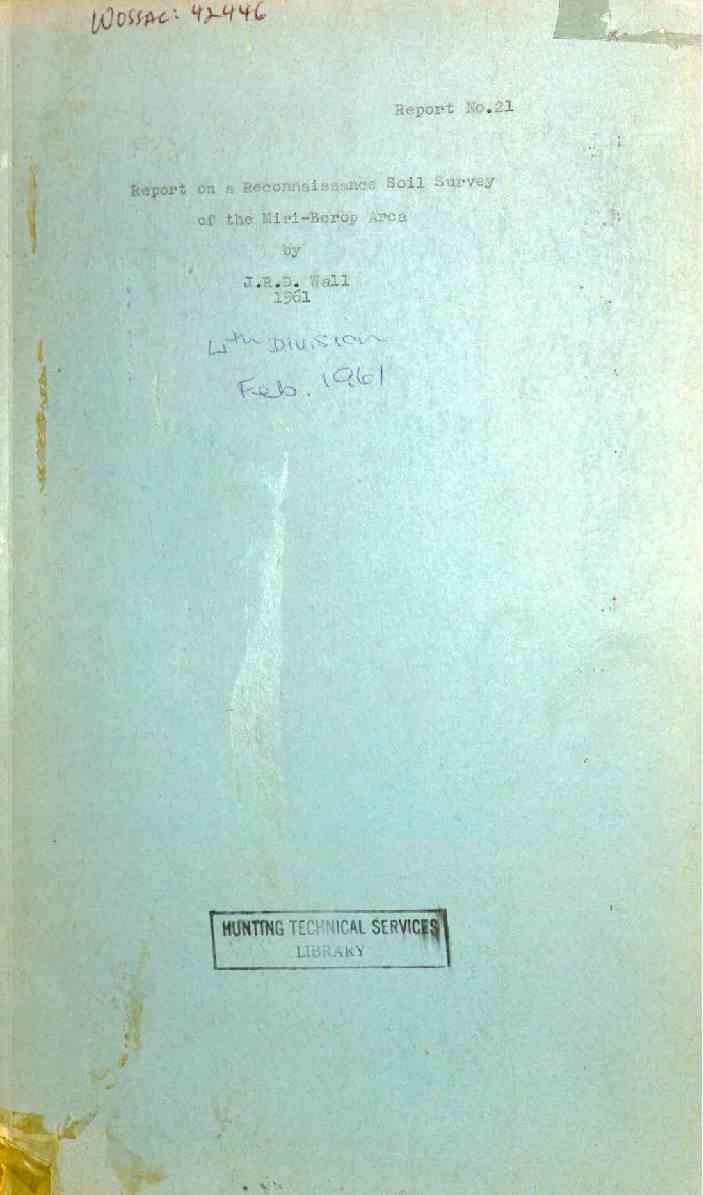 WOSSAC: 42446
Report No.21
Report on a Reconnaissance Soil Survey
of the Miri-Berop Area
by
J.R.D. Wall
1961
4th Division
Feb. 1961
HUNTING TECHNICAL SERVICES
LIBRARY